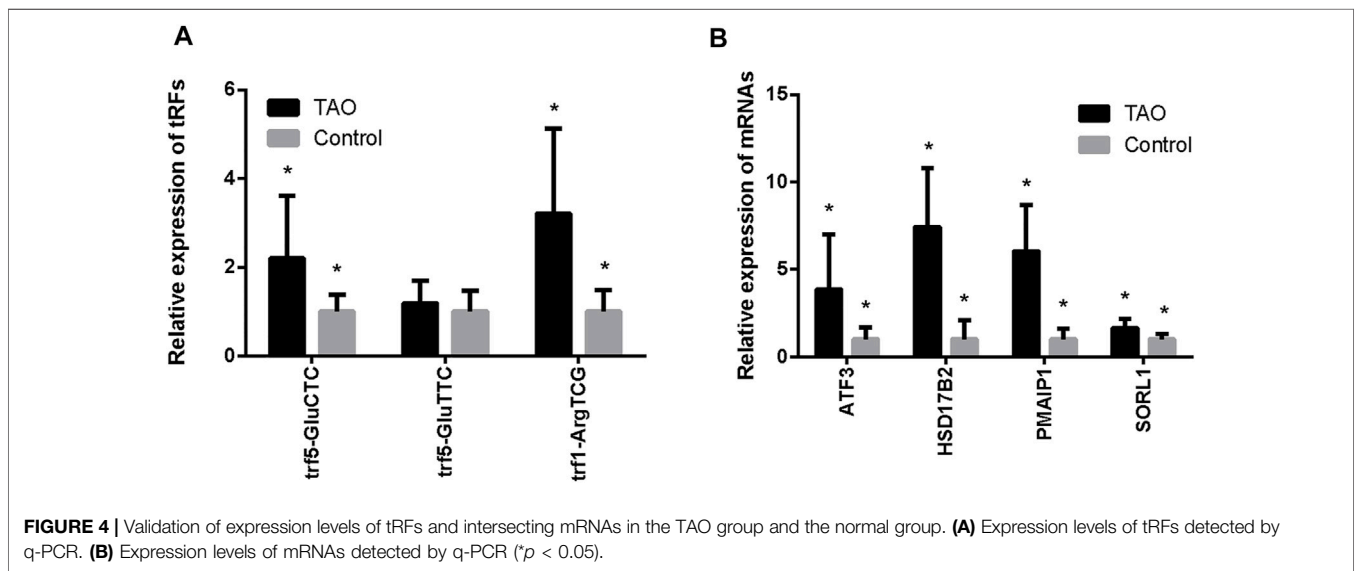 A
Relative expression of tRFs
6
4
2
0
TAO
Control
*
*
*
*
trf5-GluCTC
trf5-GluTTC
trf1-ArgTCG
B
Relative expression of mRNAs
15
10
5
0
TAO
Control
*
*
*
*
*
*
*
*
ATF3
HSD17B2
PMAIP1
SORL1
FIGURE 4 | Validation of expression levels of tRFs and intersecting mRNAs in the TAO group and the normal group. (A) Expression levels of tRFs detected by
q-PCR. (B) Expression levels of mRNAs detected by q-PCR (*p < 0.05).